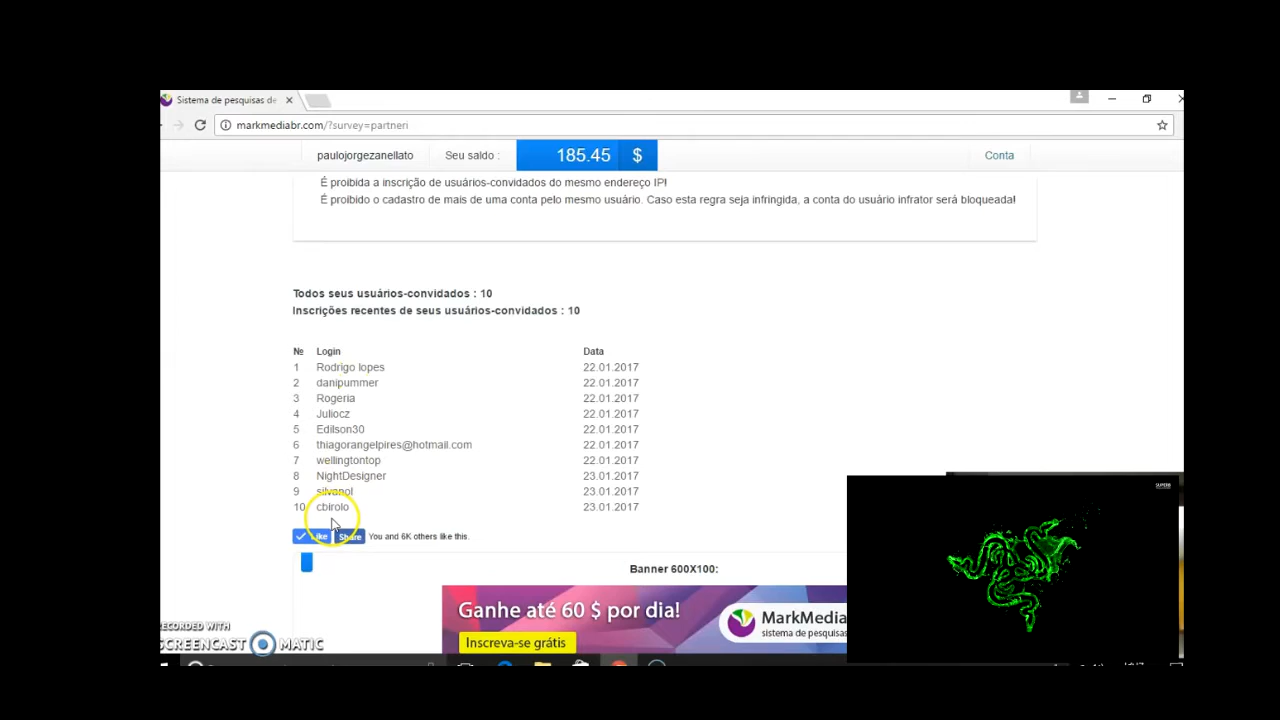 Sistema de pesquisas de
markmediabr.com/?survey=partneri
paulojorgezanellato Seu saldo : 185.45 $ Conta
É proibida a inscrição de usuários-convidados do mesmo endereço IP!
É proibido o cadastro de mais de uma conta pelo mesmo usuário. Caso esta regra seja infringida, a conta do usuário infrator será bloqueada!
Todos seus usuários-convidados : 10
Inscrições recentes de seus usuários-convidados : 10
№ Login Data
1 Rodrigo lopes 22.01.2017
2 danipummer 22.01.2017
3 Rogeria 22.01.2017
4 Juliocz 22.01.2017
5 Edilson30 22.01.2017
6 thiagorangelpires@hotmail.com 22.01.2017
7 wellingtontop 22.01.2017
8 NightDesigner 23.01.2017
9 silvanol 23.01.2017
10 cbirolo 23.01.2017
Like Share You and 6K others like this.
Banner 600X100:
Ganhe até 60 $ por dia!
Inscreva-se grátis
MarkMedia
sistema de pesquisas
RECORDED WITH
SCREENCAST MATIC